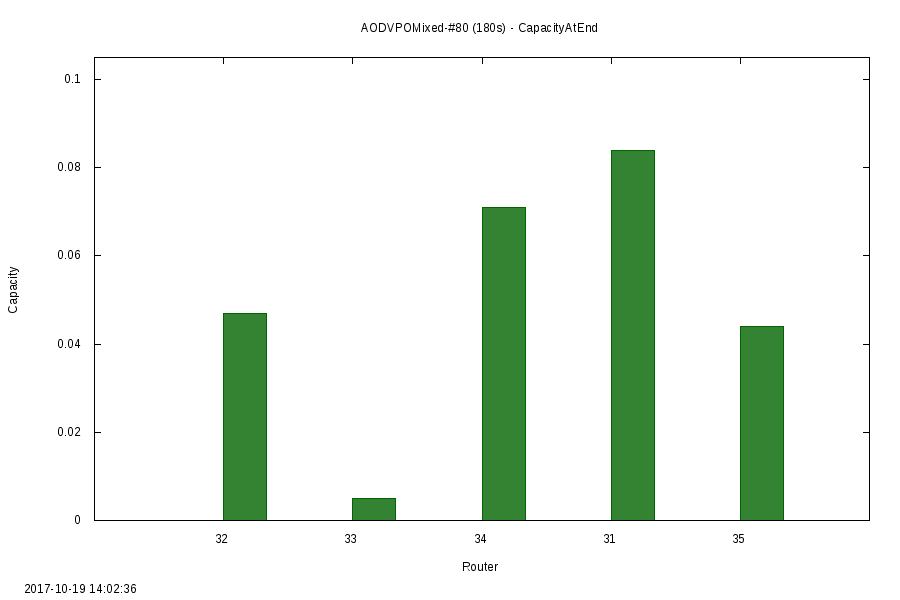 AODVPOMixed-#80 (180s) - CapacityAtEnd
0.1
0.08
0.06
0.04
0.02
0
Capacity
32 33 34 31 35
Router
2017-10-19 14:02:36